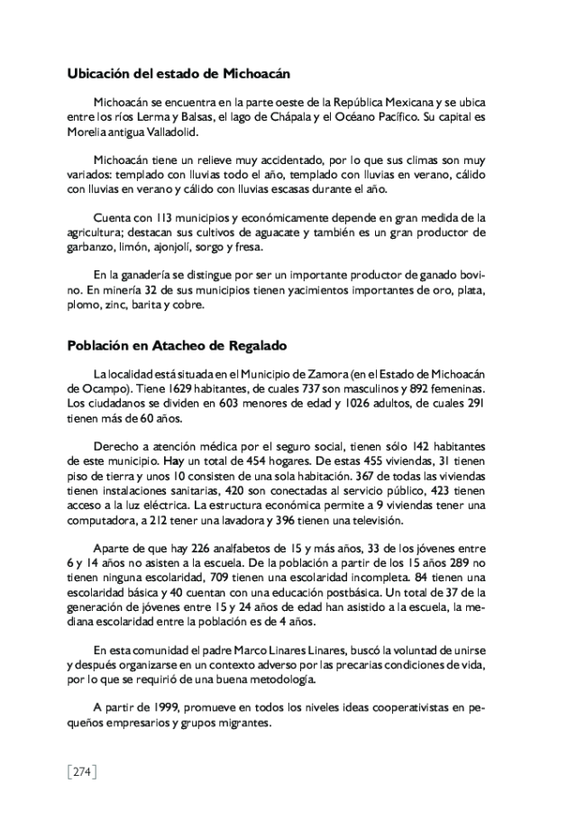 Ubicación del estado de Michoacán
Michoacán se encuentra en la parte oeste de la República Mexicana y se ubica
entre los ríos Lerma y Balsas, el lago de Chápala y el Océano Pacífico. Su capital es
Morelia antigua Valladolid.
Michoacán tiene un relieve muy accidentado, por lo que sus climas son muy
variados: templado con lluvias todo el año, templado con lluvias en verano, cálido
con lluvias en verano y cálido con lluvias escasas durante el año.
Cuenta con 113 municipios y económicamente depende en gran medida de la
agricultura; destacan sus cultivos de aguacate y también es un gran productor de
garbanzo, limón, ajonjolí, sorgo y fresa.
En la ganadería se distingue por ser un importante productor de ganado bovi-
no. En minería 32 de sus municipios tienen yacimientos importantes de oro, plata,
plomo, zinc, barita y cobre.
Población en Atacheo de Regalado
La localidad está situada en el Municipio de Zamora (en el Estado de Michoacán
de Ocampo). Tiene 1629 habitantes, de cuales 737 son masculinos y 892 femeninas.
Los ciudadanos se dividen en 603 menores de edad y 1026 adultos, de cuales 291
tienen más de 60 años.
Derecho a atención médica por el seguro social, tienen sólo 142 habitantes
de este municipio. Hay un total de 454 hogares. De estas 455 viviendas, 31 tienen
piso de tierra y unos 10 consisten de una sola habitación. 367 de todas las viviendas
tienen instalaciones sanitarias, 420 son conectadas al servicio público, 423 tienen
acceso a la luz eléctrica. La estructura económica permite a 9 viviendas tener una
computadora, a 212 tener una lavadora y 396 tienen una televisión.
Aparte de que hay 226 analfabetos de 15 y más años, 33 de los jóvenes entre
6 y 14 años no asisten a la escuela. De la población a partir de los 15 años 289 no
tienen ninguna escolaridad, 709 tienen una escolaridad incompleta. 84 tienen una
escolaridad básica y 40 cuentan con una educación postbásica. Un total de 37 de la
generación de jóvenes entre 15 y 24 años de edad han asistido a la escuela, la me-
diana escolaridad entre la población es de 4 años.
En esta comunidad el padre Marco Linares Linares, buscó la voluntad de unirse
y después organizarse en un contexto adverso por las precarias condiciones de vida,
por lo que se requirió de una buena metodología.
A partir de 1999, promueve en todos los niveles ideas cooperativistas en pe-
queños empresarios y grupos migrantes.
[274]